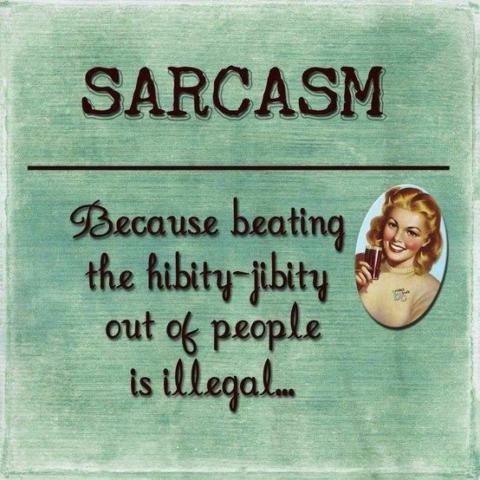 SARCASM
Because beating
the hibity-jibity
out of people
is illegal...